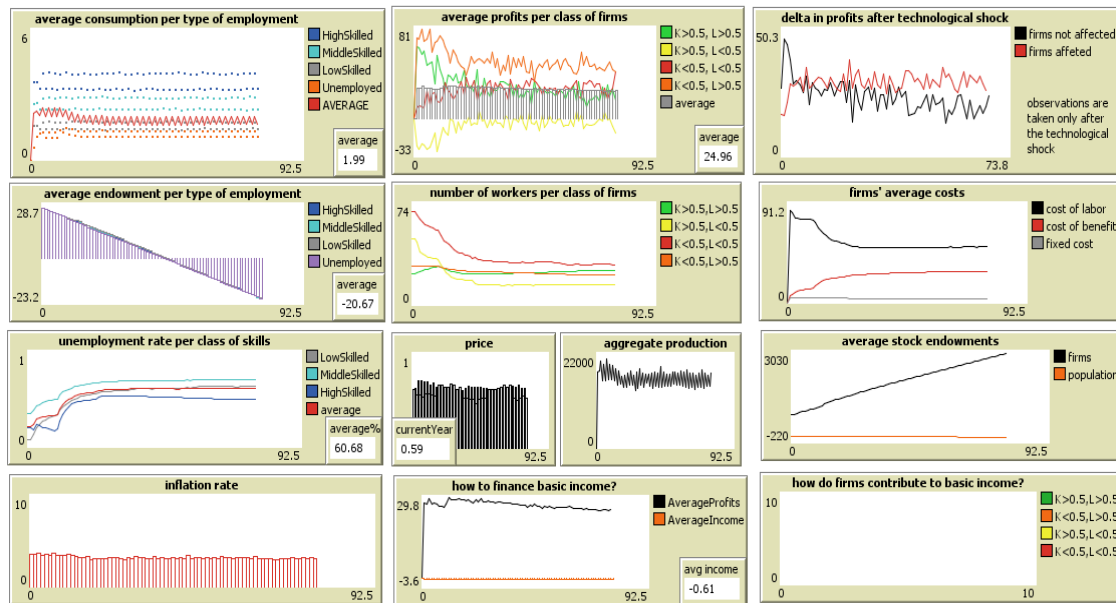 average consumption per type of employment
6
0
0
92.5
HighSkilled
MiddleSkilled
LowSkilled
Unemployed
AVERAGE
average
1.99
average profits per class of firms
81
-33
0
92.5
K>0.5, L>0.5
K>0.5, L<0.5
K<0.5, L<0.5
K<0.5, L>0.5
average
average
24.96
delta in profits after technological shock
50.3
0
0
73.8
firms not affected
firms affeted
observations are
taken only after
the technological
shock
average endowment per type of employment
28.7
-23.2
0
92.5
HighSkilled
MiddleSkilled
LowSkilled
Unemployed
average
-20.67
number of workers per class of firms
74
0
0
92.5
K>0.5,L>0.5
K>0.5,L<0.5
K<0.5,L<0.5
K<0.5,L>0.5
firms' average costs
91.2
0
0
92.5
cost of labor
cost of benefit
fixed cost
unemployment rate per class of skills
1
0
0
92.5
LowSkilled
MiddleSkilled
HighSkilled
average
average%
60.68
price
1
92.5
currentYear
0.59
aggregate production
22000
0
0
92.5
average stock endowments
3030
-220
0
92.5
firms
population
inflation rate
10
0
0
92.5
how to finance basic income?
29.8
-3.6
0
92.5
AverageProfits
AverageIncome
avg income
-0.61
how do firms contribute to basic income?
10
0
0
10
K>0.5,L>0.5
K<0.5,L>0.5
K>0.5,L<0.5
K<0.5,L<0.5